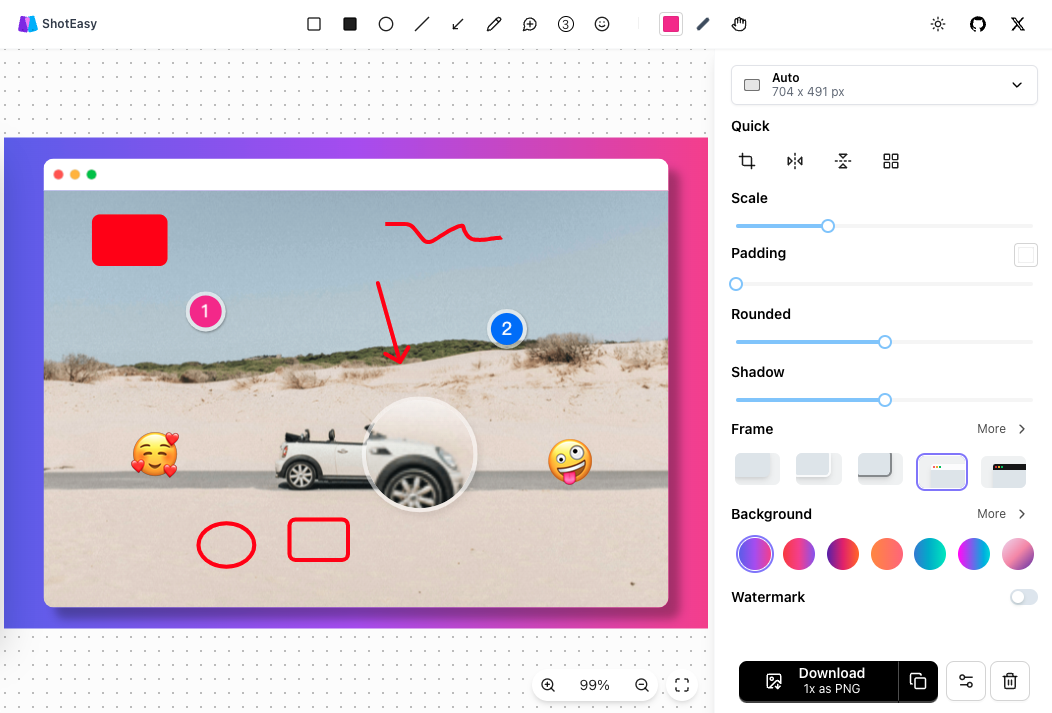 ShotEasy
3
Auto
704 x 491 px
Quick
Scale
Padding
Rounded
Shadow
Frame
More
Background
More
Watermark
1
2
99%
Download
1x as PNG